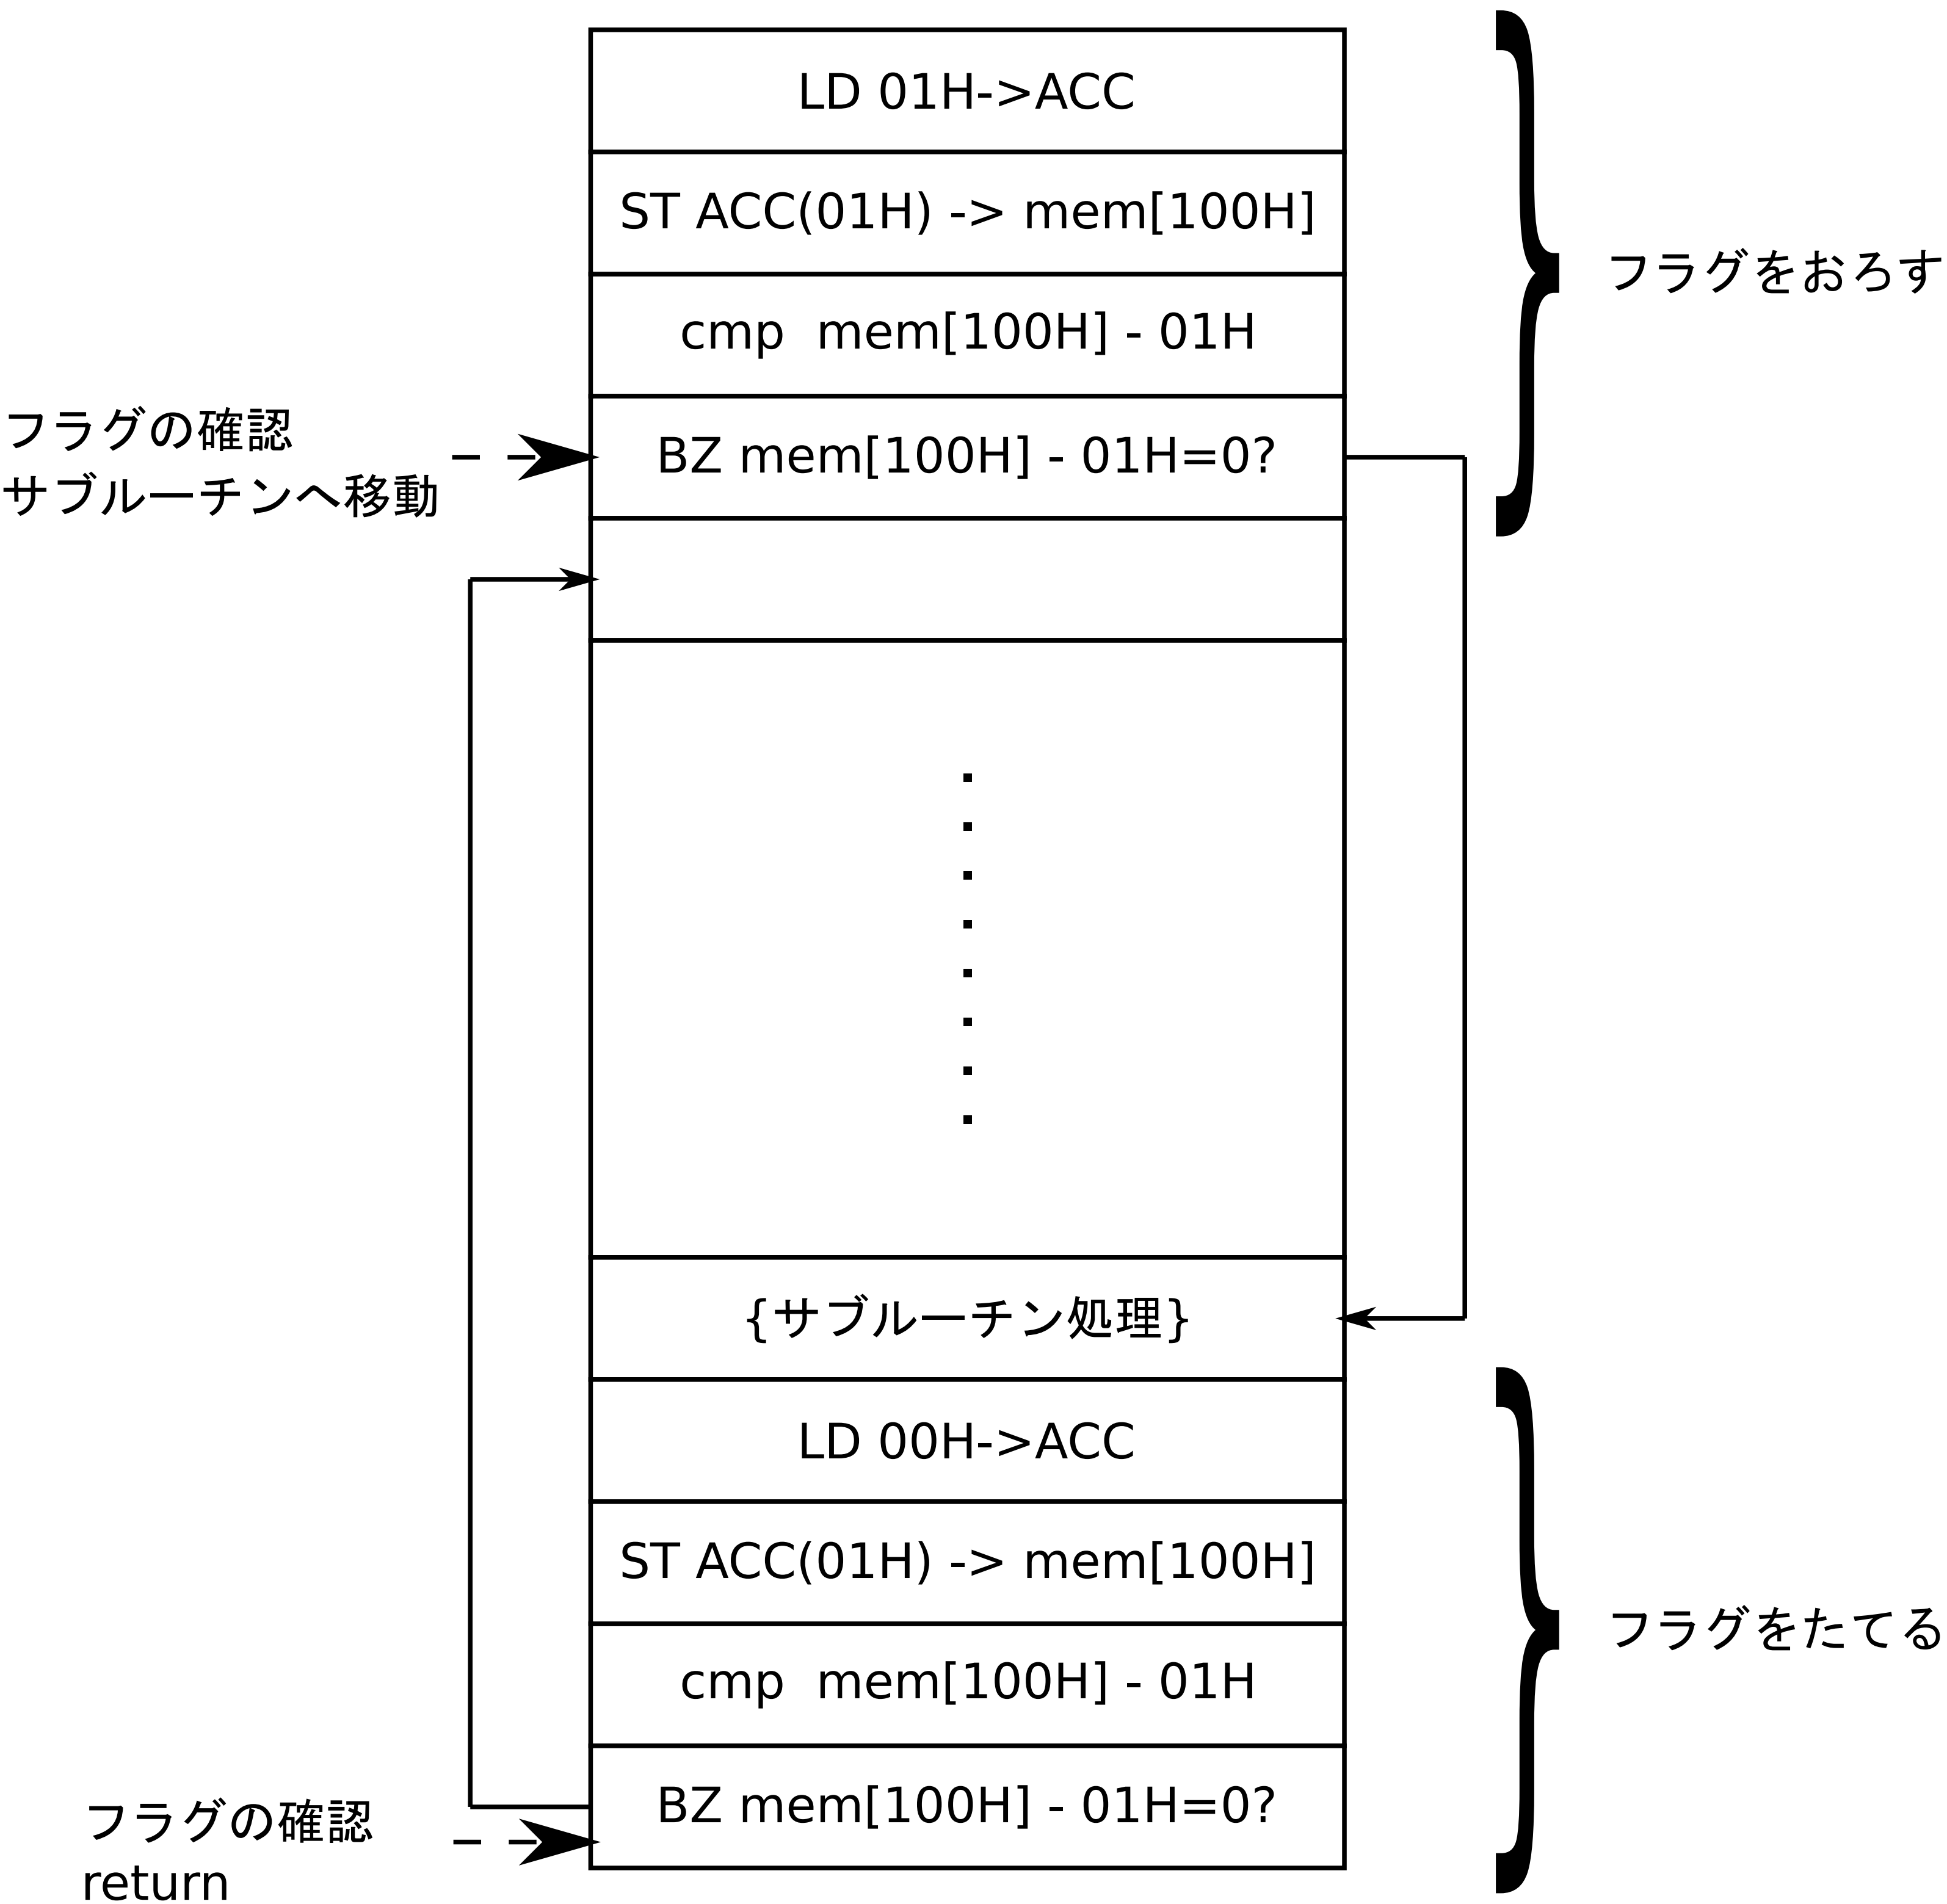 LD 01H->ACC
ST ACC(01H) -> mem[100H]
フラグをおろす
cmp  mem[100H] - 01H
フラグの確認
サブルーチンへ移動
BZ mem[100H] - 01H=0?
{サブルーチン処理}
LD 00H->ACC
ST ACC(01H) -> mem[100H]
フラグをたてる
cmp  mem[100H] - 01H
BZ mem[100H] - 01H=0?
フラグの確認
return